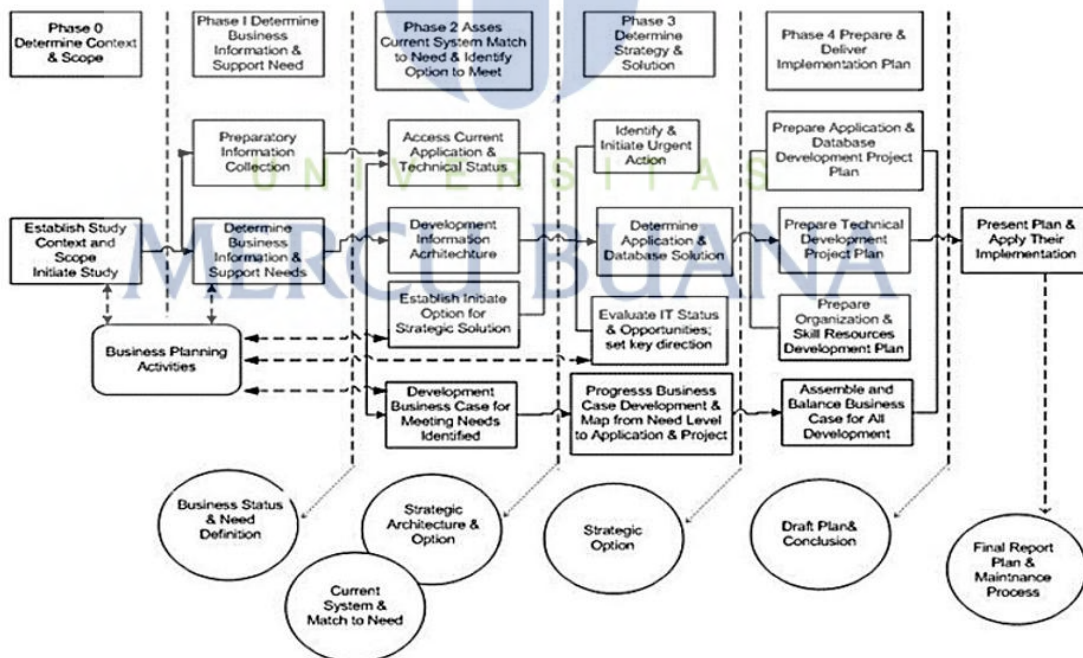 Phase 0
Determine Context
& Scope
Phase I Determine
Business
Information &
Support Need
Phase 2 Asses
Current System Match
to Need & Identify
Option to Meet
Phase 3
Determine
Strategy &
Solution
Phase 4 Prepare &
Deliver
Implementation Plan
Preparatory
Information
Collection
Access Current
Application &
Technical Status
Identify &
Initiate Urgent
Action
Prepare Application &
Database
Development Project
Plan
UNIVERSITAS
MERCU BUANA
Establish Study
Context and
Scope
Initiate Study
Determine
Business
Information &
Support Needs
Development
Information
Acrhitechture
Determine
Application &
Database Solution
Prepare Technical
Development
Project Plan
Present Plan &
Apply Their
Implementation
Business Planning
Activities
Establish Initiate
Option for
Strategic Solution
Evaluate IT Status
& Opportunities;
set key direction
Prepare
Organization &
Skill Resources
Development Plan
Development
Business Case for
Meeting Needs
Identified
Progresss Business
Case Development &
Map from Need Level
to Application & Project
Assemble and
Balance Business
Case for All
Development
Business Status
& Need
Definition
Strategic
Architecture &
Option
Current
System &
Match to Need
Strategic
Option
Draft Plan&
Conclusion
Final Report
Plan &
Maintnance
Process